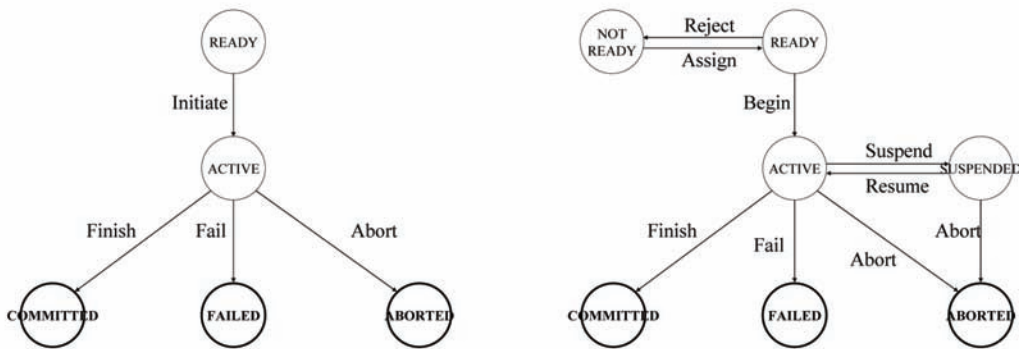 READY
Initiate
ACTIVE
Finish
Fail
Abort
COMMITTED
FAILED
ABORTED
NOT
READY
Reject
Assign
READY
Begin
ACTIVE
Suspend
Resume
SUSPENDED
Finish
Fail
Abort
Abort
COMMITTED
FAILED
ABORTED